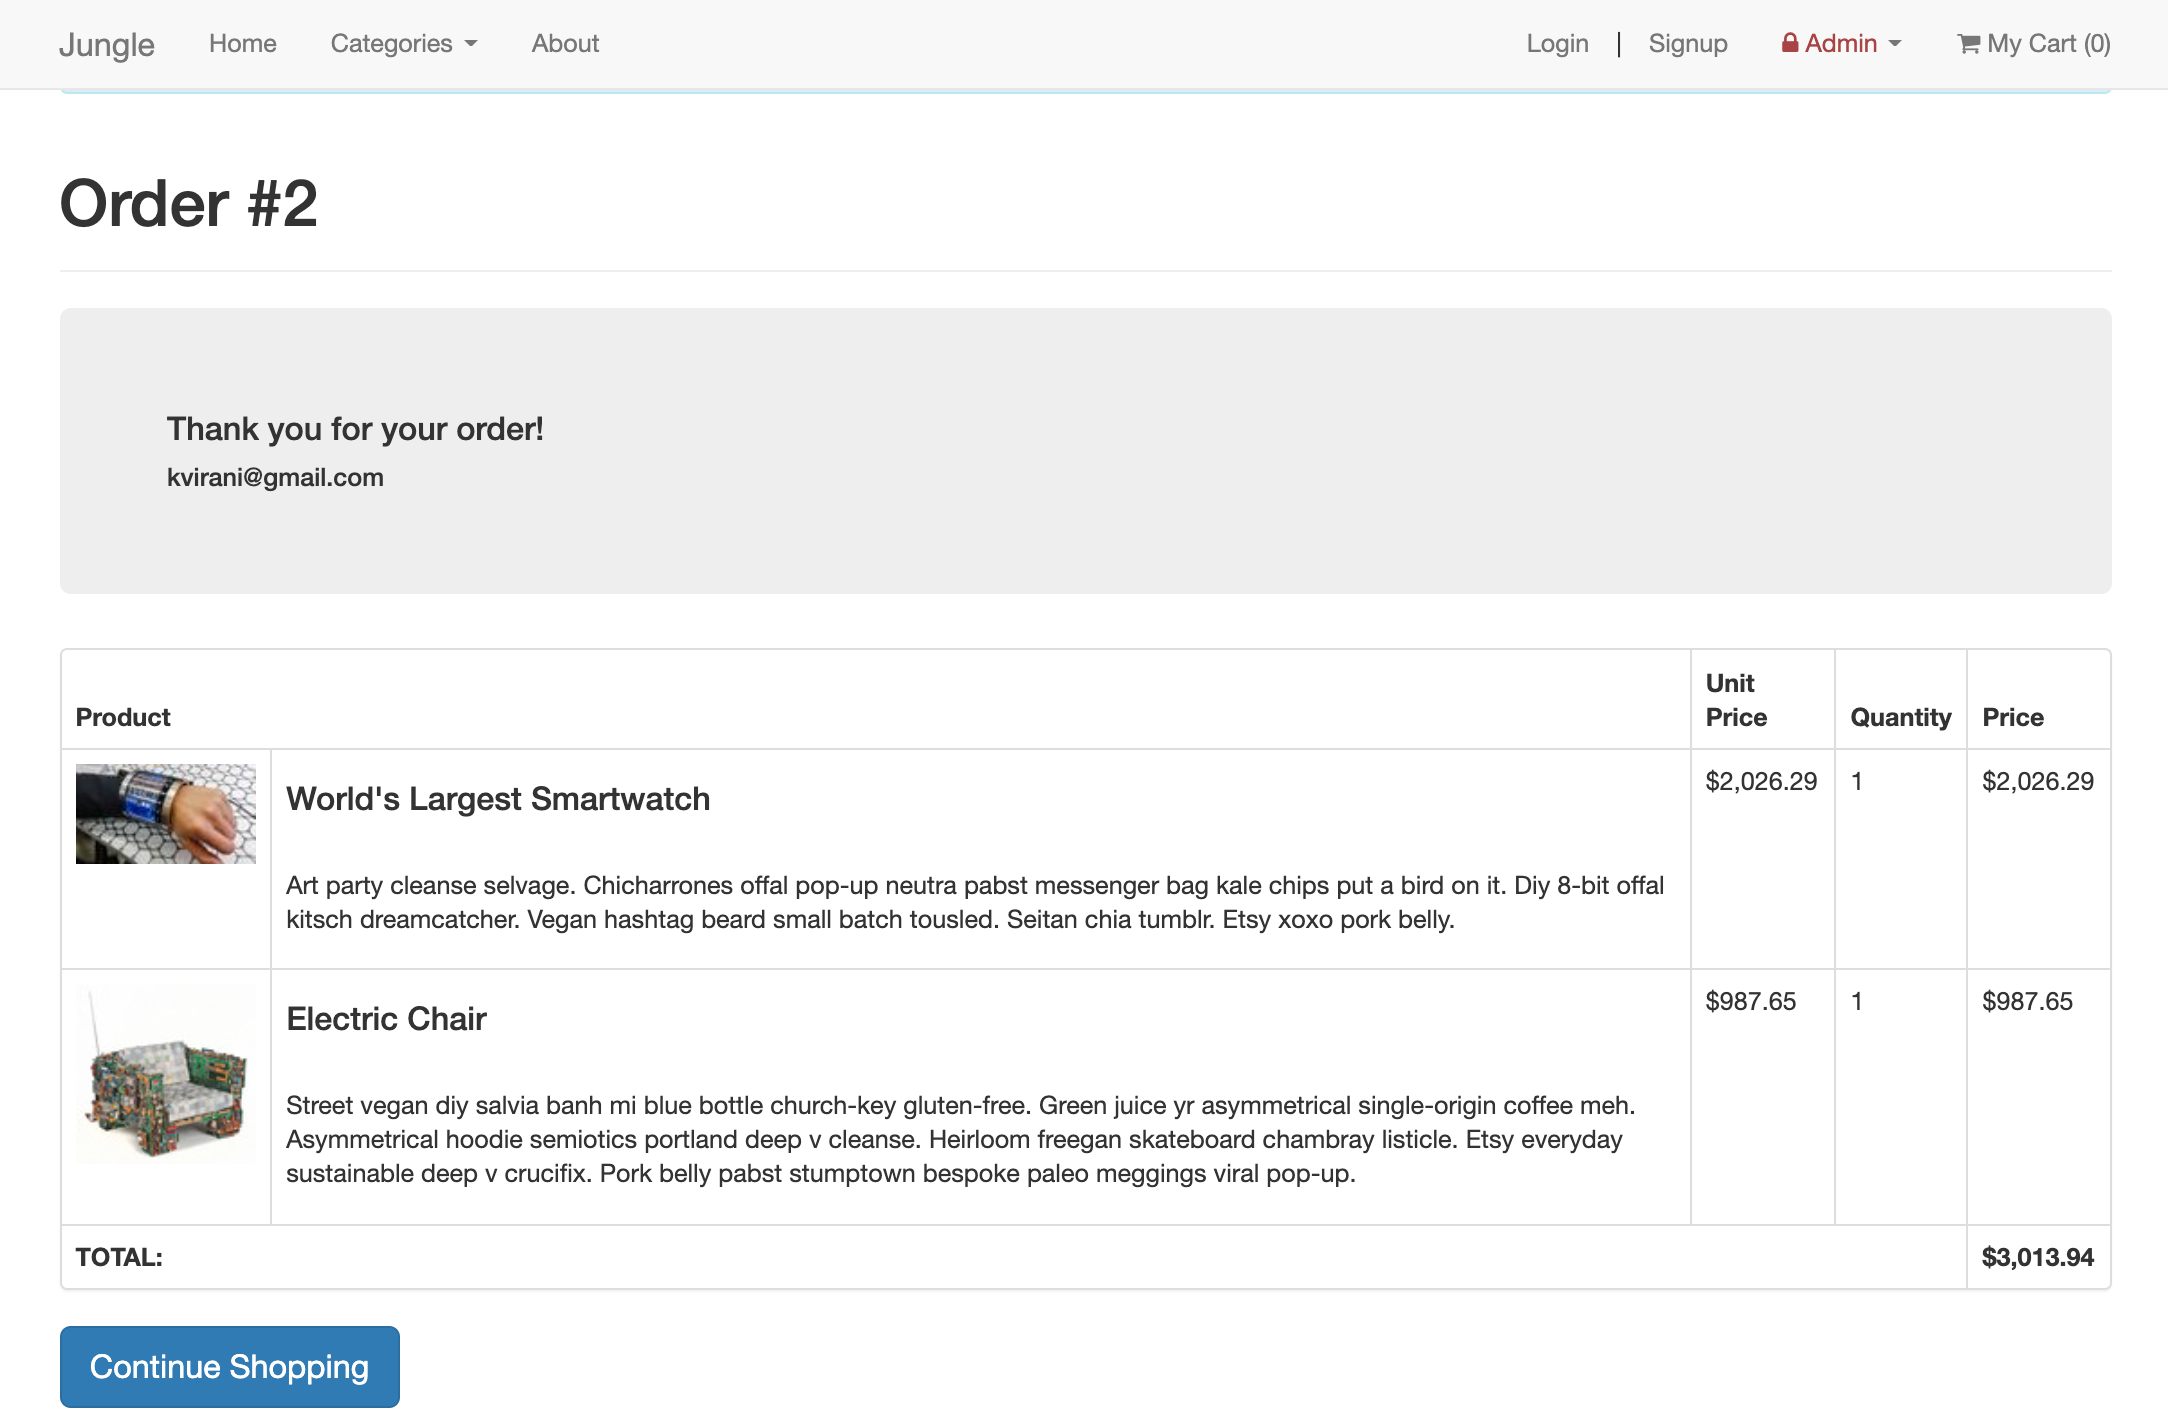 Jungle Home Categories About Login | Signup Admin My Cart (0)
Order #2
Thank you for your order!
kvirani@gmail.com
Product Unit Price Quantity Price
World's Largest Smartwatch $2,026.29 1 $2,026.29
Art party cleanse selvage. Chicharrones offal pop-up neutra pabst messenger bag kale chips put a bird on it. Diy 8-bit offal
kitsch dreamcatcher. Vegan hashtag beard small batch tousled. Seitan chia tumblr. Etsy xoxo pork belly.
Electric Chair $987.65 1 $987.65
Street vegan diy salvia banh mi blue bottle church-key gluten-free. Green juice yr asymmetrical single-origin coffee meh.
Asymmetrical hoodie semiotics portland deep v cleanse. Heirloom freegan skateboard chambray listicle. Etsy everyday
sustainable deep v crucifix. Pork belly pabst stumptown bespoke paleo meggings viral pop-up.
TOTAL: $3,013.94
Continue Shopping